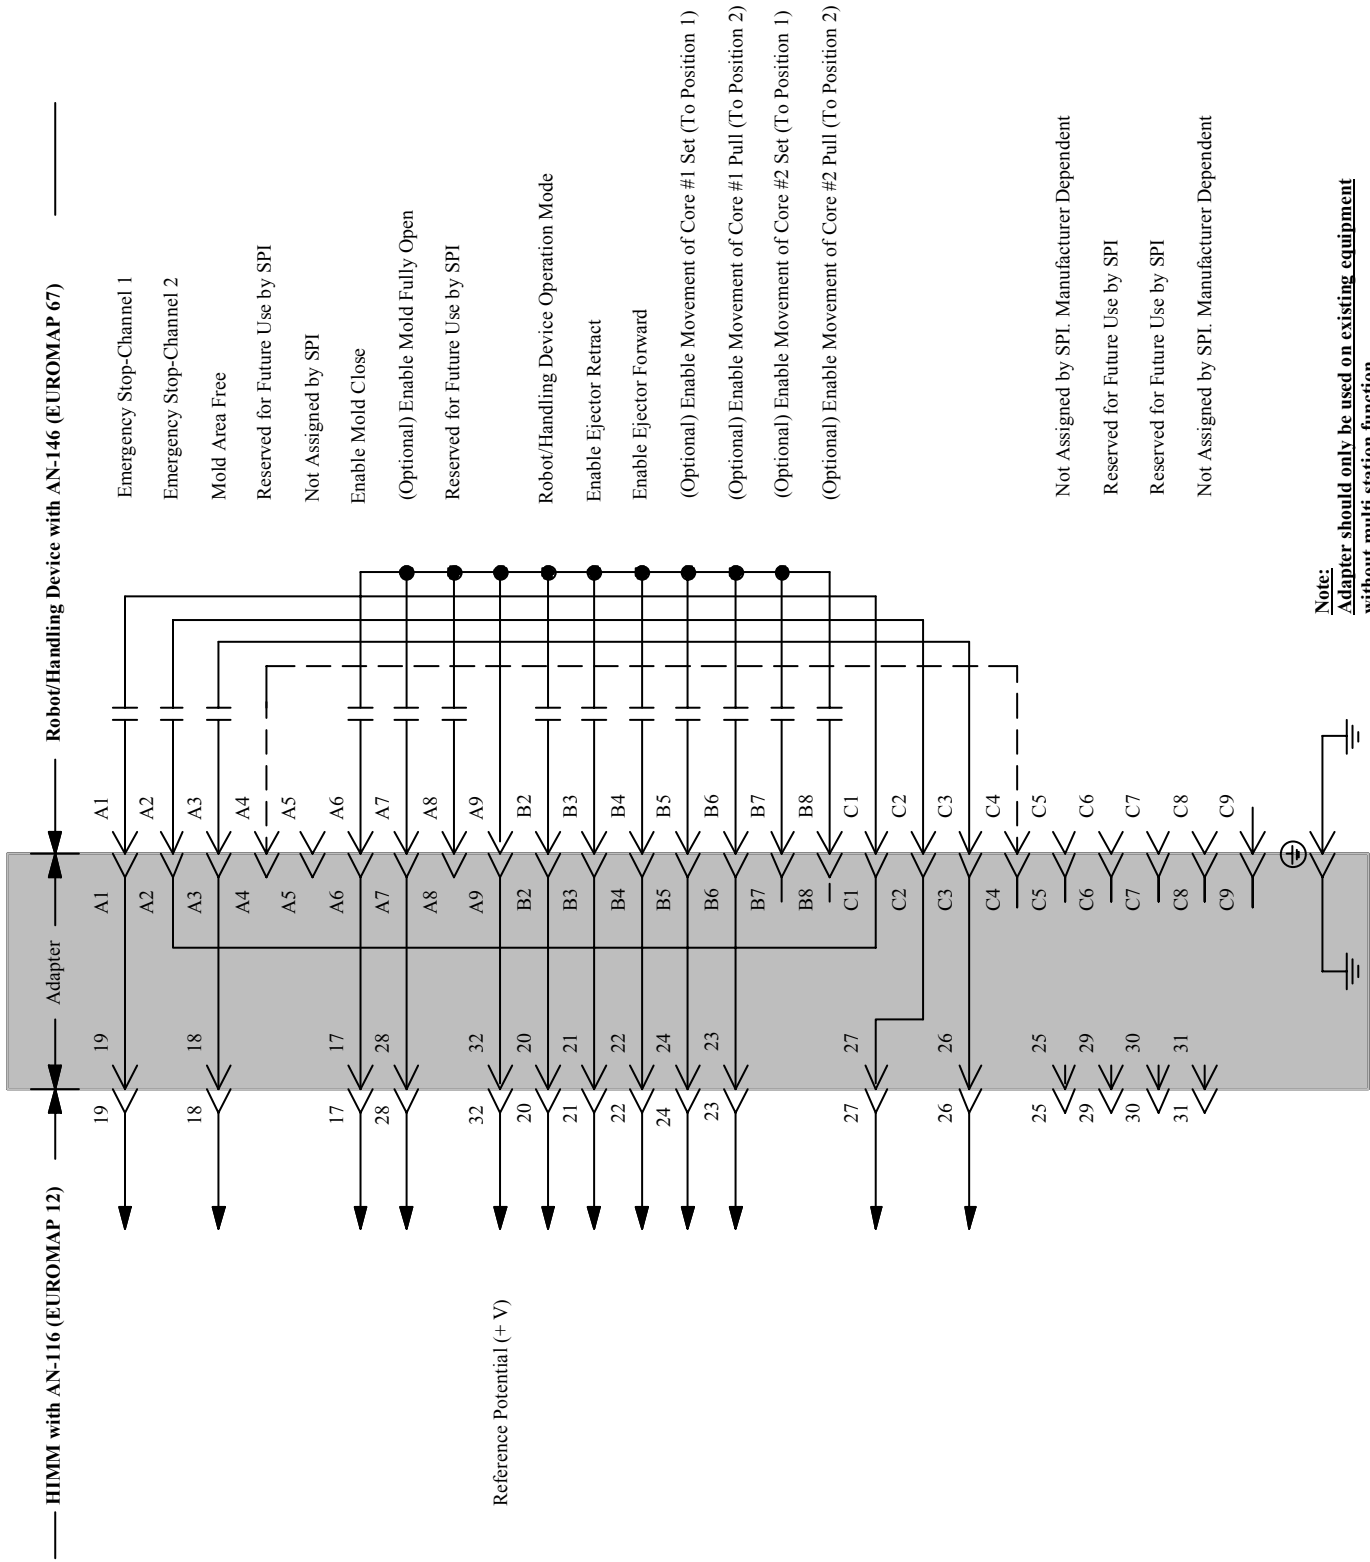 HIMM with AN-116 (EUROMAP 12)
Adapter
Robot/Handling Device with AN-146 (EUROMAP 67)
19 19 A1 A1 Emergency Stop-Channel 1
A2 A2 Emergency Stop-Channel 2
18 18 A3 A3 Mold Area Free
A4 A4 Reserved for Future Use by SPI
A5 A5 Not Assigned by SPI
17 17 A6 A6 Enable Mold Close
28 28 A7 A7 (Optional) Enable Mold Fully Open
A8 A8 Reserved for Future Use by SPI
Reference Potential (+ V) 32 32 A9 A9
20 20 B2 B2 Robot/Handling Device Operation Mode
21 21 B3 B3 Enable Ejector Retract
22 22 B4 B4 Enable Ejector Forward
24 24 B5 B5 (Optional) Enable Movement of Core #1 Set (To Position 1)
23 23 B6 B6 (Optional) Enable Movement of Core #1 Pull (To Position 2)
B7 B7 (Optional) Enable Movement of Core #2 Set (To Position 1)
B8 B8 (Optional) Enable Movement of Core #2 Pull (To Position 2)
27 27 C1 C1
C2 C2
26 26 C3 C3
C4 C4
25 25 C5 C5 Not Assigned by SPI. Manufacturer Dependent
29 29 C6 C6 Reserved for Future Use by SPI
30 30 C7 C7 Reserved for Future Use by SPI
31 31 C8 C8 Not Assigned by SPI. Manufacturer Dependent
C9 C9
Note:
Adapter should only be used on existing equipment
without multi-station function